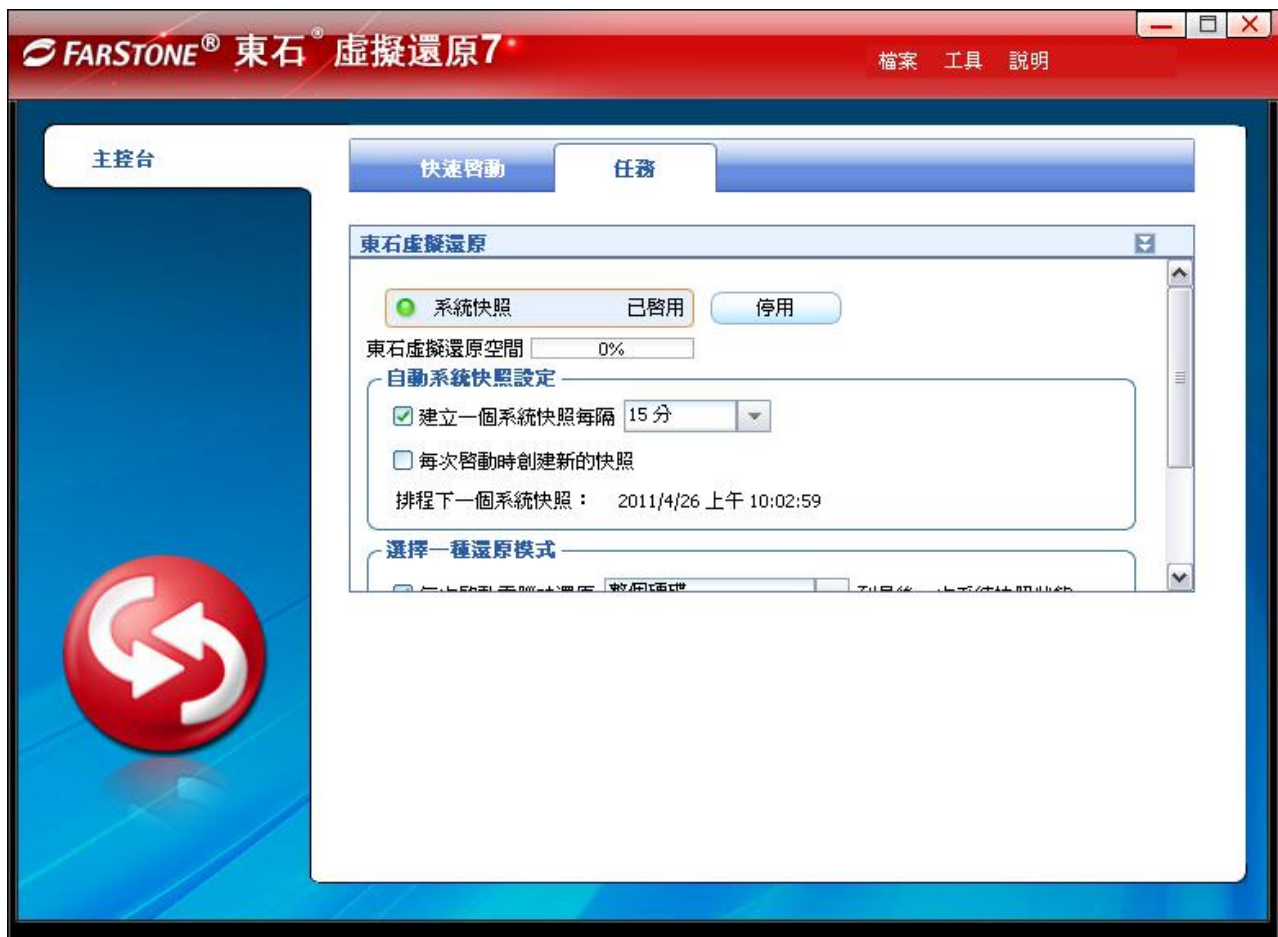 FARSTONE® 東石® 虛擬還原7
檔案 工具 說明
主控台
快速啓動 任務
東石虛擬還原
系統快照 已啓用 停用
東石虛擬還原空間 0%
自動系統快照設定
建立一個系統快照每隔 15 分
每次啓動時創建新的快照
排程下一個系統快照： 2011/4/26 上午 10:02:59
選擇一種還原模式